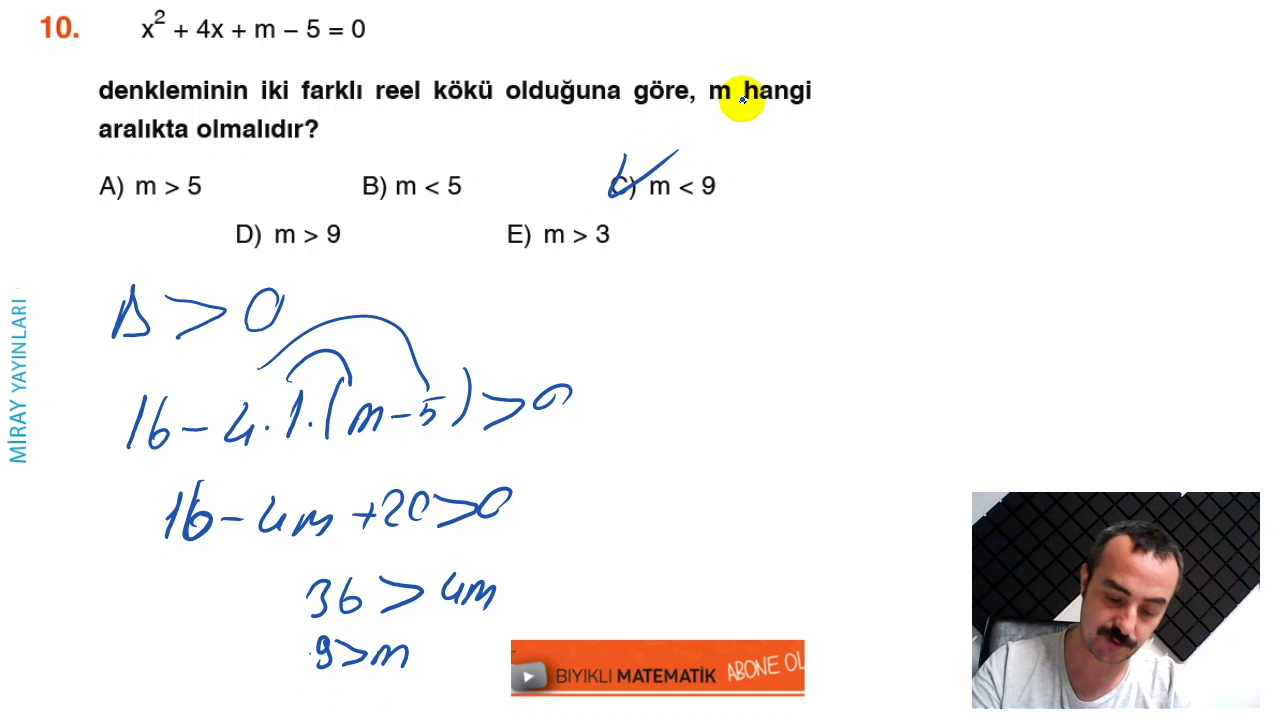 10. x² + 4x + m − 5 = 0
denkleminin iki farklı reel kökü olduğuna göre, m hangi
aralıkta olmalıdır?
A) m > 5 B) m < 5 C) m < 9
D) m > 9 E) m > 3
Δ > 0
16 − 4 . 1 . (m − 5) > 0
16 − 4m + 20 > 0
36 > 4m
9 > m
MİRAY YAYINLARI
BIYIKLI MATEMATİK ABONE OL